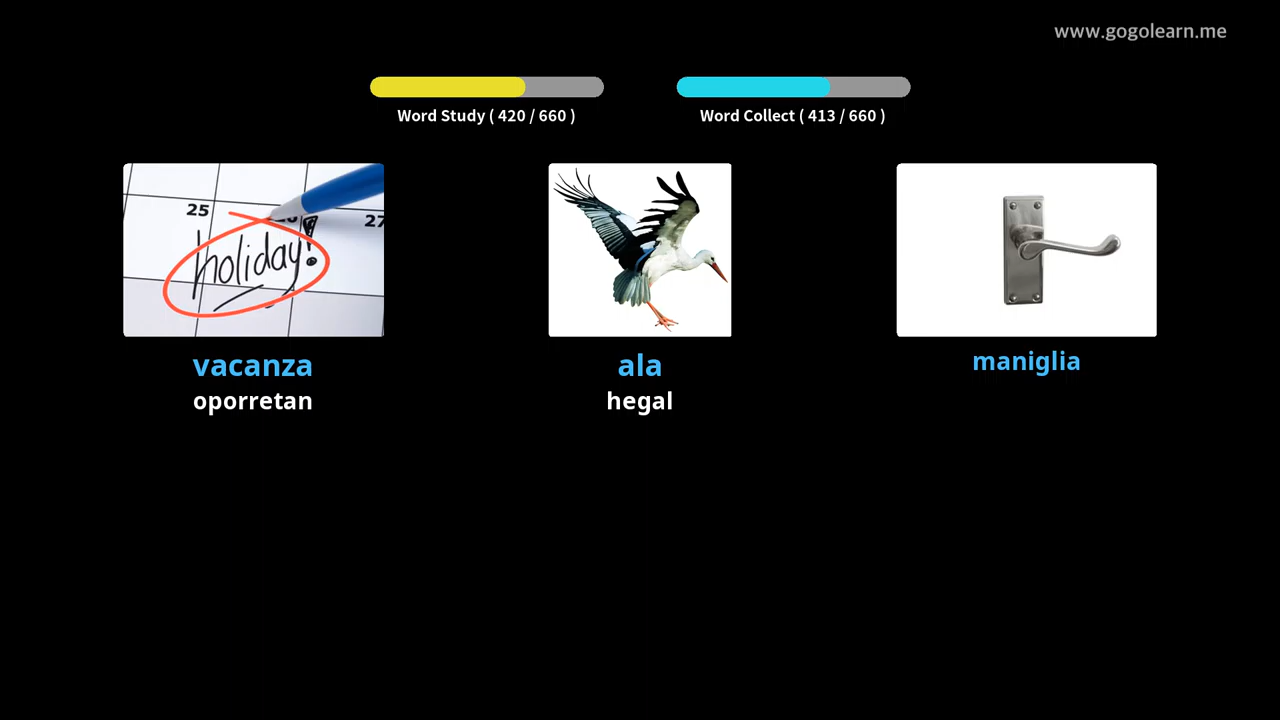 www.gogolearn.me
Word Study ( 420 / 660 )
Word Collect ( 413 / 660 )
25
27
holiday!
vacanza
oporretan
ala
hegal
maniglia